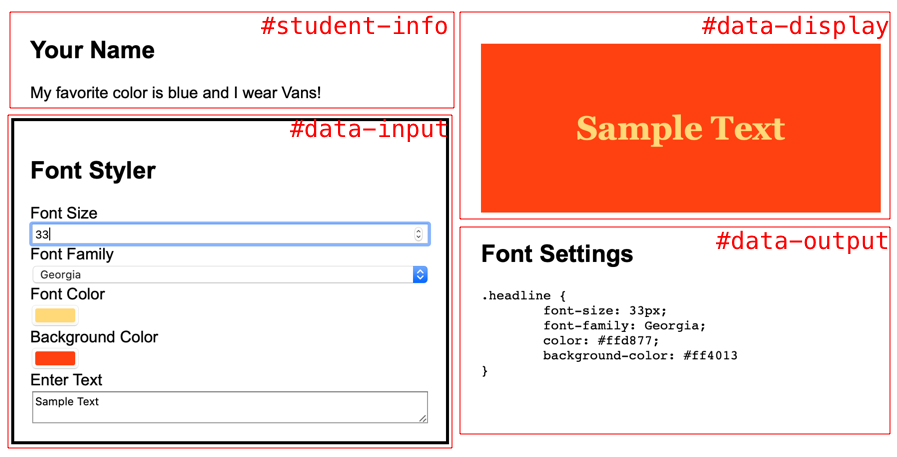 #student-info
Your Name
My favorite color is blue and I wear Vans!
#data-input
Font Styler
Font Size
33
Font Family
Georgia
Font Color
Background Color
Enter Text
Sample Text
#data-display
Sample Text
#data-output
Font Settings
.headline {
        font-size: 33px;
        font-family: Georgia;
        color: #ffd877;
        background-color: #ff4013
}